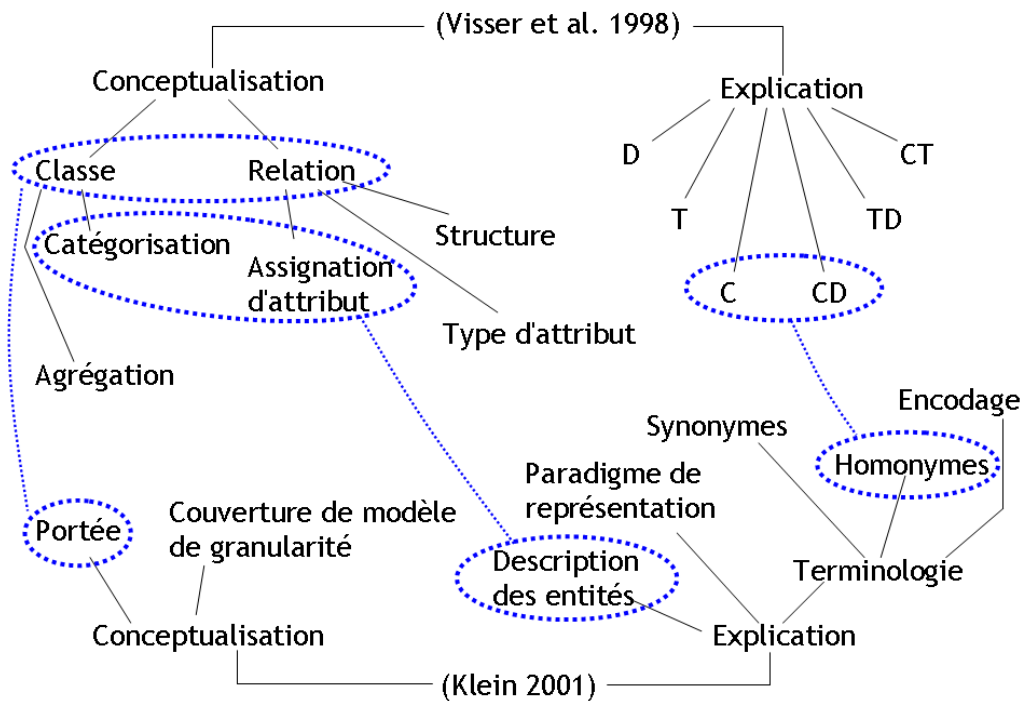 (Visser et al. 1998)
Conceptualisation
Explication
D
CT
Classe
Relation
T
TD
Structure
Catégorisation
Assignation
d'attribut
C
CD
Type d'attribut
Agrégation
Encodage
Synonymes
Homonymes
Paradigme de
représentation
Portée
Couverture de modèle
de granularité
Description
des entités
Terminologie
Conceptualisation
Explication
(Klein 2001)